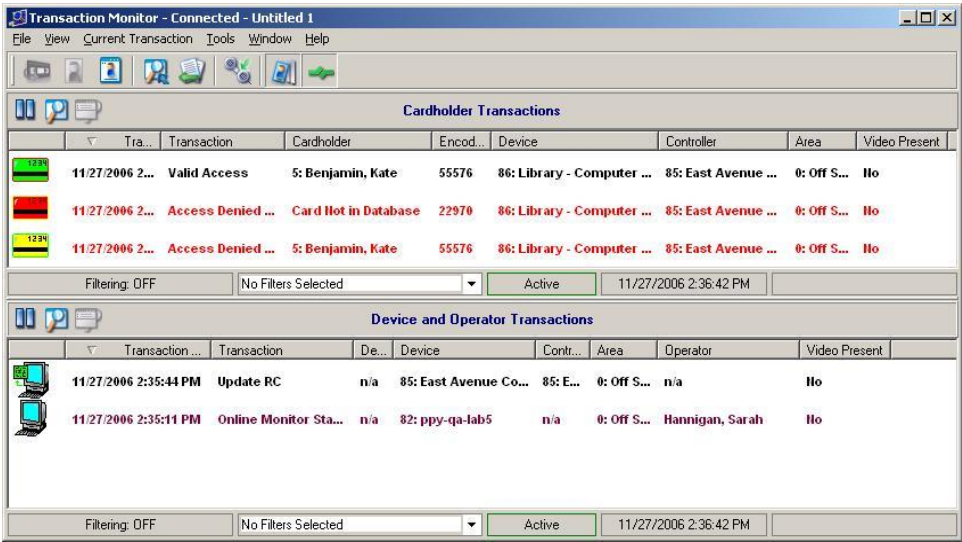 Transaction Monitor - Connected - Untitled 1
File View Current Transaction Tools Window Help
Cardholder Transactions
Tra... Transaction Cardholder Encod... Device Controller Area Video Present
1234
11/27/2006 2... Valid Access 5: Benjamin, Kate 55576 86: Library - Computer ... 85: East Avenue ... 0: Off S... No
11/27/2006 2... Access Denied ... Card Not in Database 22970 86: Library - Computer ... 85: East Avenue ... 0: Off S... No
1234
11/27/2006 2... Access Denied ... 5: Benjamin, Kate 55576 86: Library - Computer ... 85: East Avenue ... 0: Off S... No
Filtering: OFF No Filters Selected Active 11/27/2006 2:36:42 PM
Device and Operator Transactions
Transaction ... Transaction De... Device Contr... Area Operator Video Present
11/27/2006 2:35:44 PM Update RC n/a 85: East Avenue Co... 85: E... 0: Off S... n/a No
11/27/2006 2:35:11 PM Online Monitor Sta... n/a 82: ppy-qa-lab5 n/a 0: Off S... Hannigan, Sarah No
Filtering: OFF No Filters Selected Active 11/27/2006 2:36:42 PM